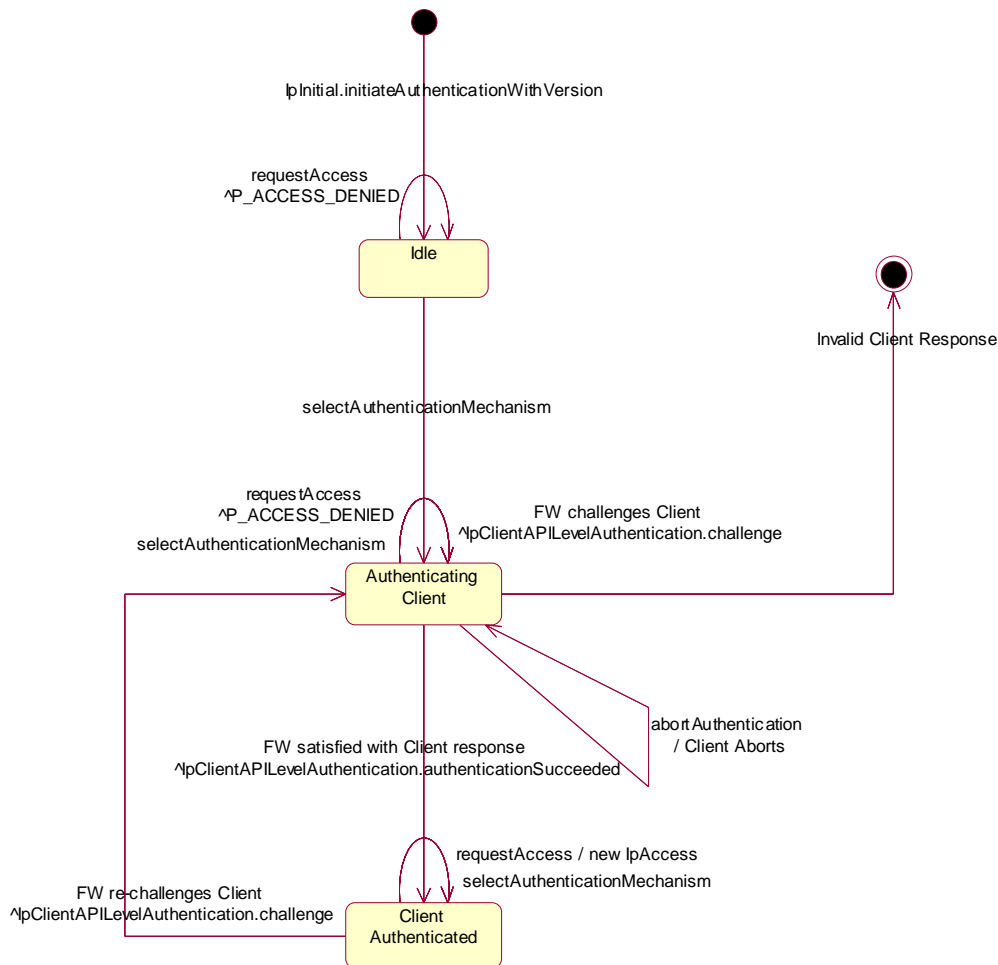 IpInitial.initiateAuthenticationWithVersion
requestAccess
^P_ACCESS_DENIED
Idle
Invalid Client Response
selectAuthenticationMechanism
requestAccess
^P_ACCESS_DENIED
selectAuthenticationMechanism
FW challenges Client
^IpClientAPILevelAuthentication.challenge
Authenticating
Client
abortAuthentication
/ Client Aborts
FW satisfied with Client response
^IpClientAPILevelAuthentication.authenticationSucceeded
requestAccess / new IpAccess
selectAuthenticationMechanism
FW re-challenges Client
^IpClientAPILevelAuthentication.challenge
Client
Authenticated